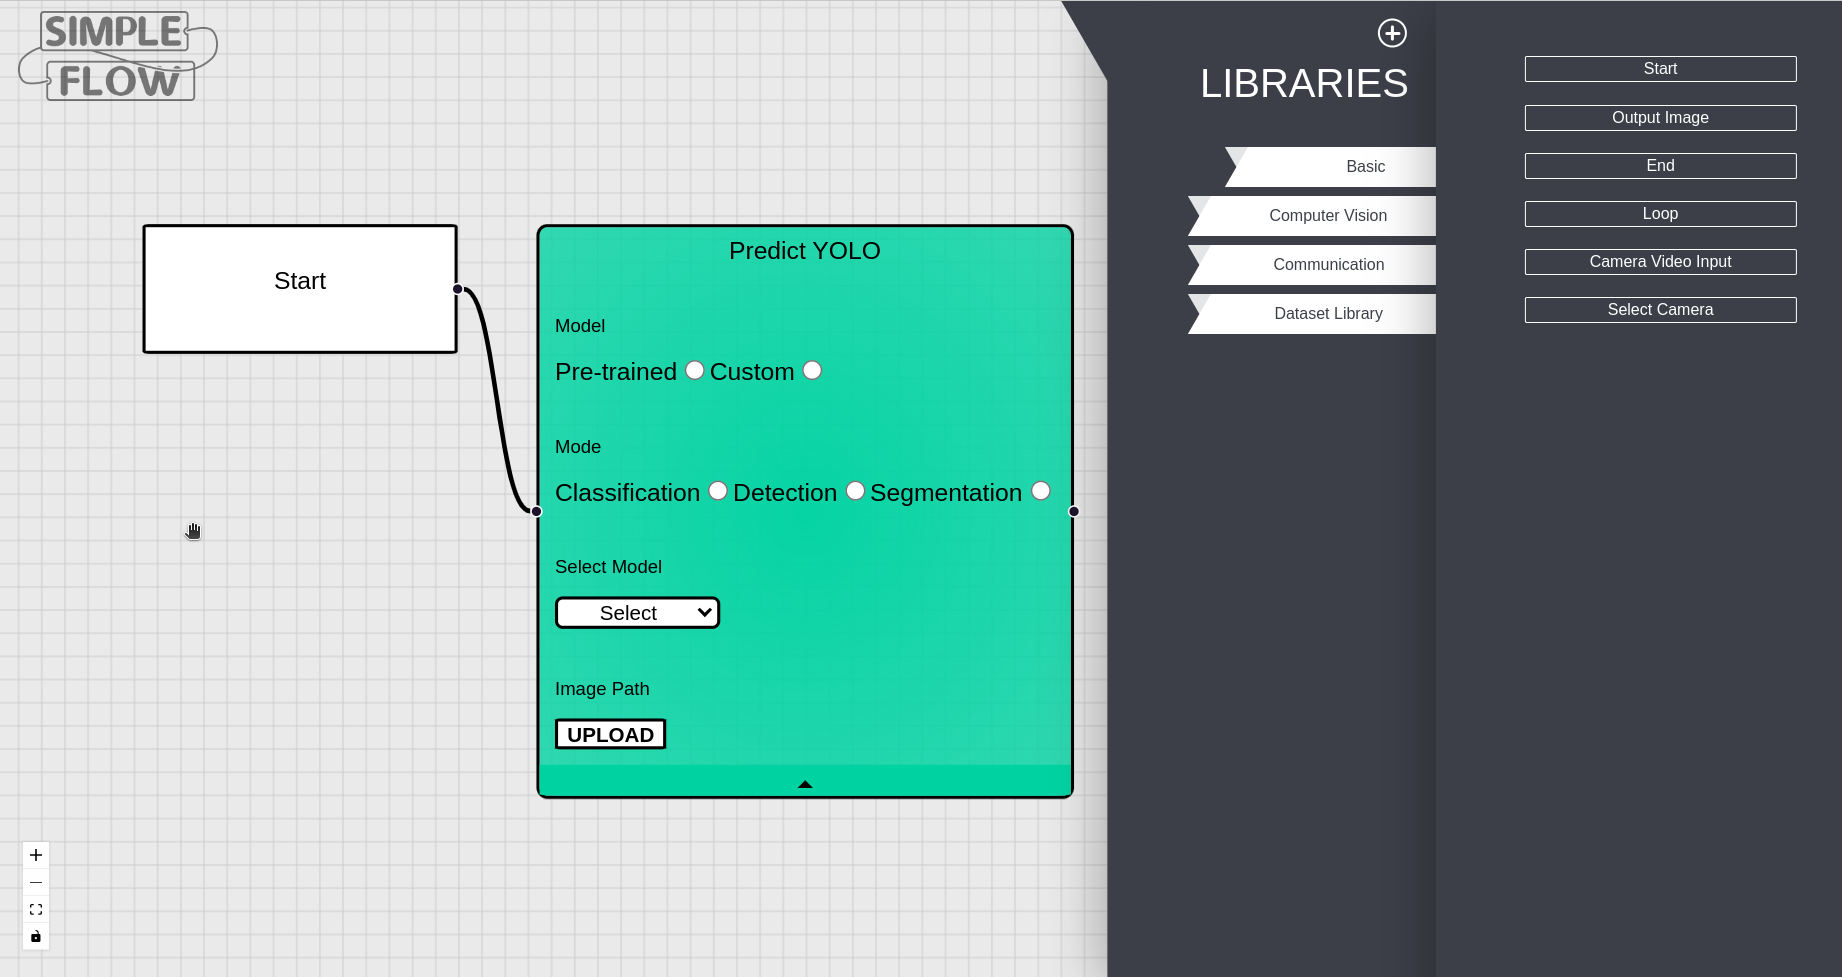 SIMPLE
FLOW
Start
Predict YOLO
Model
Pre-trained Custom
Mode
Classification Detection Segmentation
Select Model
Select
Image Path
UPLOAD
LIBRARIES
Basic
Computer Vision
Communication
Dataset Library
Start
Output Image
End
Loop
Camera Video Input
Select Camera